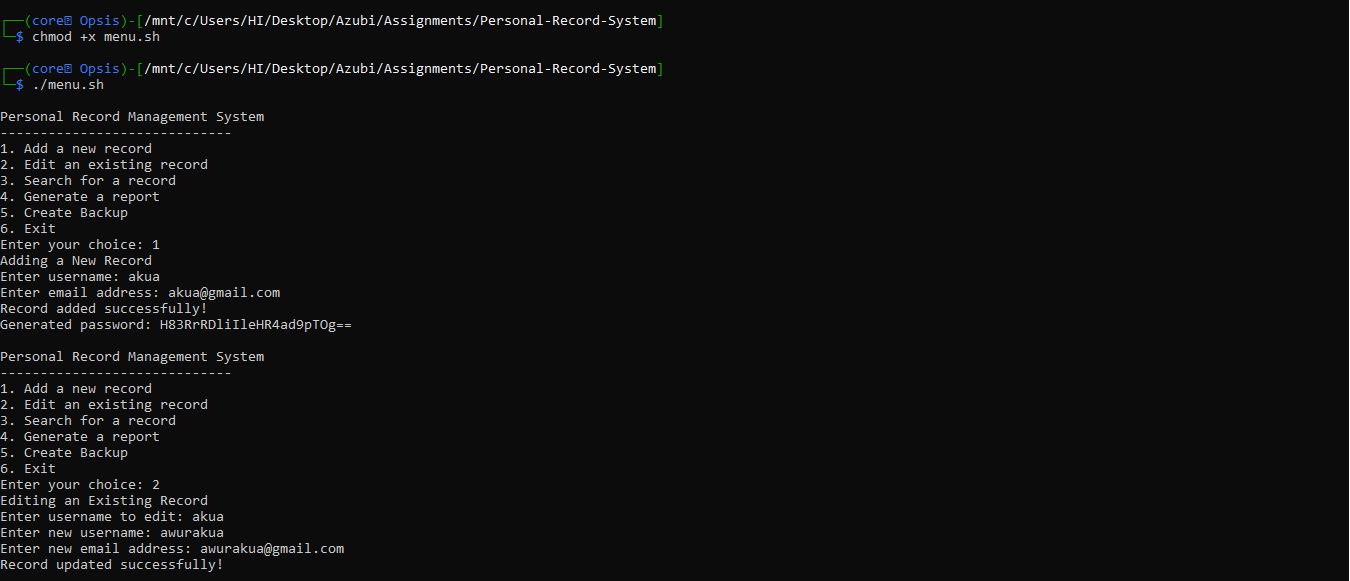 ┌──(core㉿ Opsis)-[/mnt/c/Users/HI/Desktop/Azubi/Assignments/Personal-Record-System]
└─$ chmod +x menu.sh
┌──(core㉿ Opsis)-[/mnt/c/Users/HI/Desktop/Azubi/Assignments/Personal-Record-System]
└─$ ./menu.sh
Personal Record Management System
-----------------------------
1. Add a new record
2. Edit an existing record
3. Search for a record
4. Generate a report
5. Create Backup
6. Exit
Enter your choice: 1
Adding a New Record
Enter username: akua
Enter email address: akua@gmail.com
Record added successfully!
Generated password: H83RrRDliIleHR4ad9pTOg==
Personal Record Management System
-----------------------------
1. Add a new record
2. Edit an existing record
3. Search for a record
4. Generate a report
5. Create Backup
6. Exit
Enter your choice: 2
Editing an Existing Record
Enter username to edit: akua
Enter new username: awurakua
Enter new email address: awurakua@gmail.com
Record updated successfully!